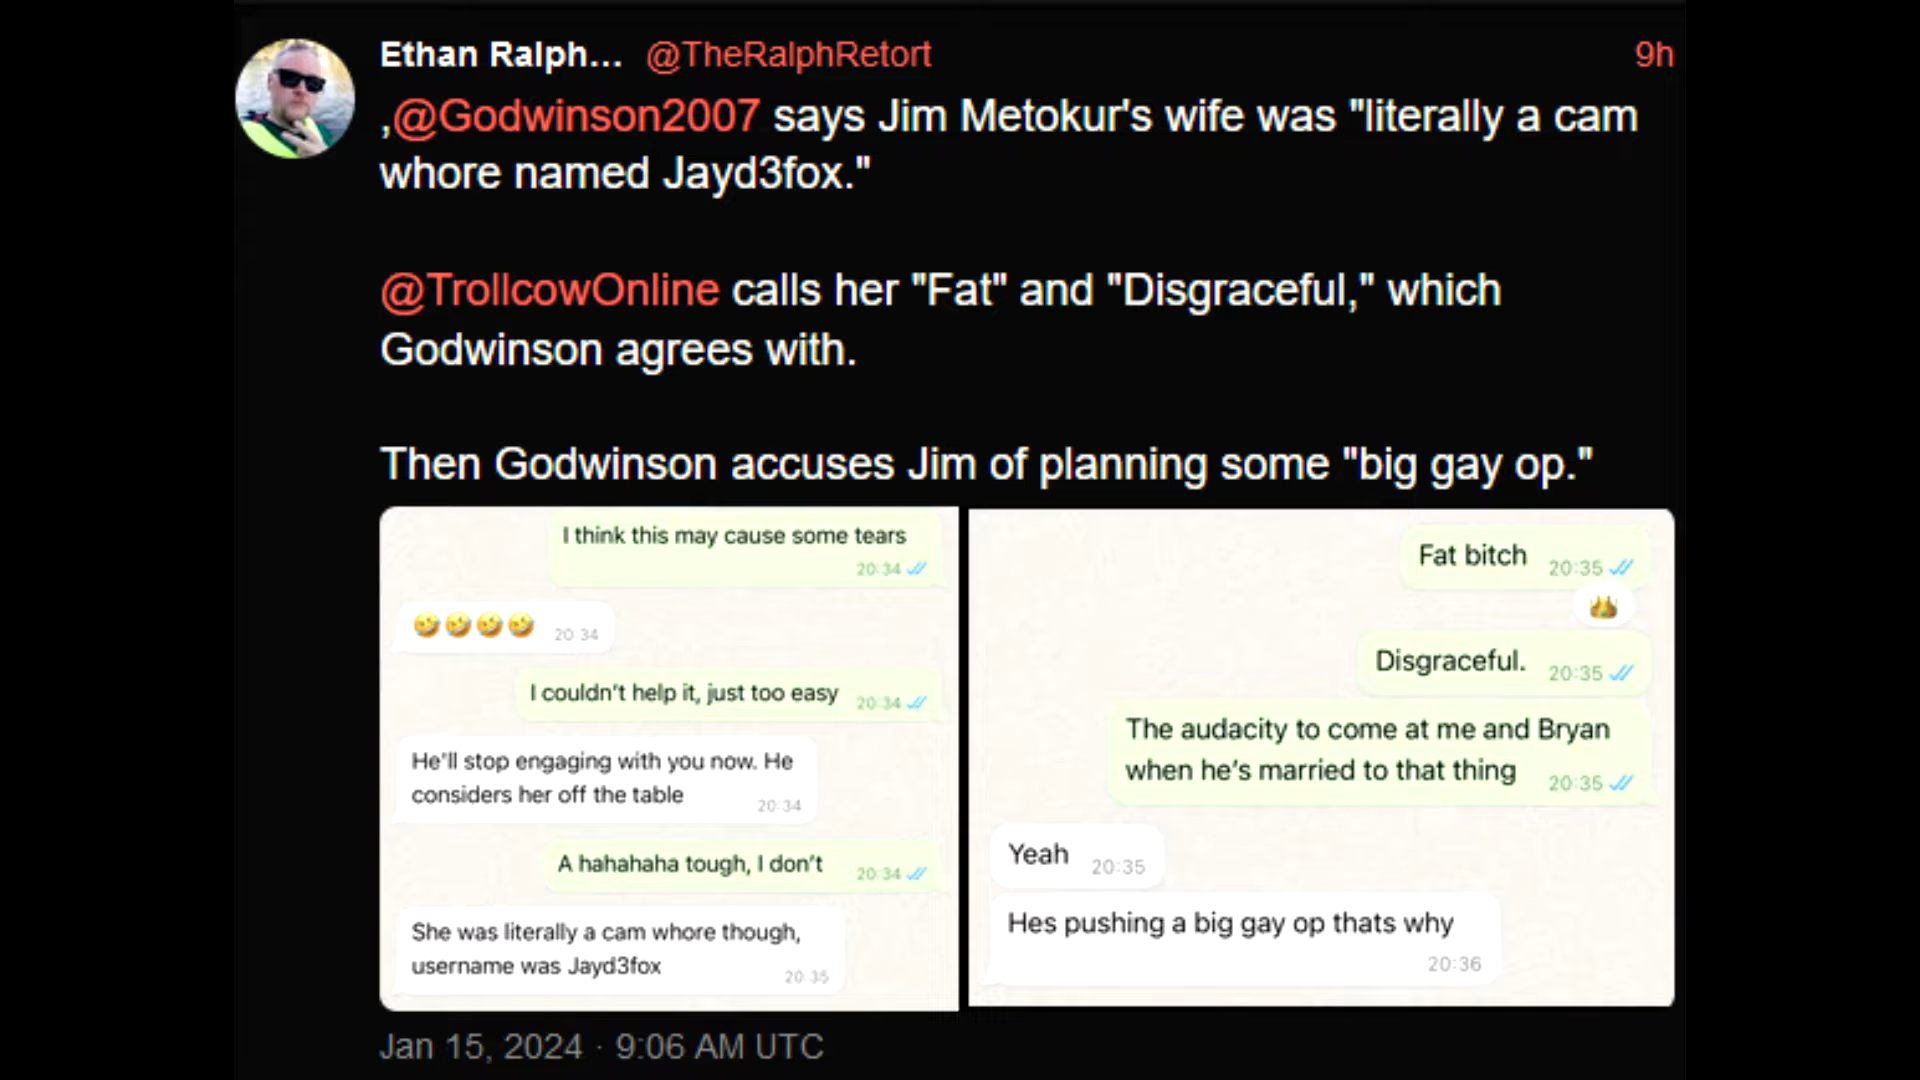 Ethan Ralph... @TheRalphRetort 9h
,@Godwinson2007 says Jim Metokur's wife was "literally a cam
whore named Jayd3fox."
@TrollcowOnline calls her "Fat" and "Disgraceful," which
Godwinson agrees with.
Then Godwinson accuses Jim of planning some "big gay op."
I think this may cause some tears
20:34
20:34
I couldn't help it, just too easy 20:34
He'll stop engaging with you now. He
considers her off the table 20:34
A hahahaha tough, I don't 20:34
She was literally a cam whore though,
username was Jayd3fox 20:35
Fat bitch 20:35
Disgraceful. 20:35
The audacity to come at me and Bryan
when he's married to that thing 20:35
Yeah 20:35
Hes pushing a big gay op thats why
20:36
Jan 15, 2024 · 9:06 AM UTC